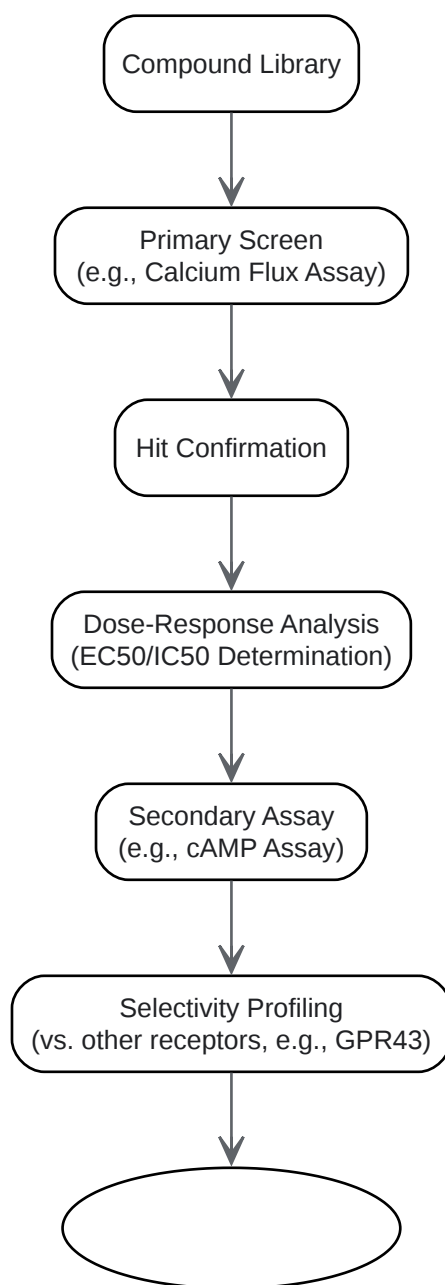 Compound Library
Primary Screen
(e.g., Calcium Flux Assay)
Hit Confirmation
Dose-Response Analysis
(EC50/IC50 Determination)
Secondary Assay
(e.g., cAMP Assay)
Selectivity Profiling
(vs. other receptors, e.g., GPR43)